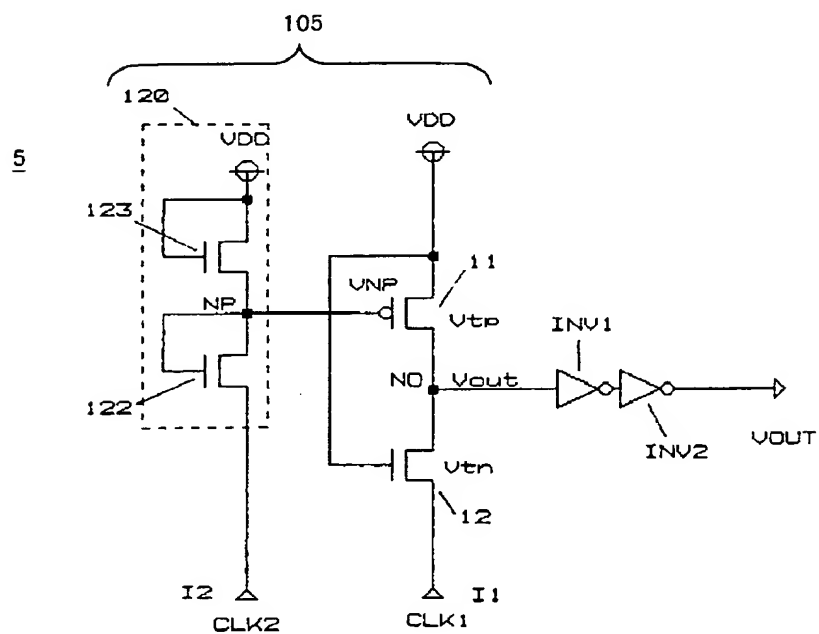 105
120
VDD
VDD
5
123
11
NP
VNP
Vtp
INV1
NO
Vout
122
INV2
VOUT
Vtn
12
I2
I1
CLK2
CLK1